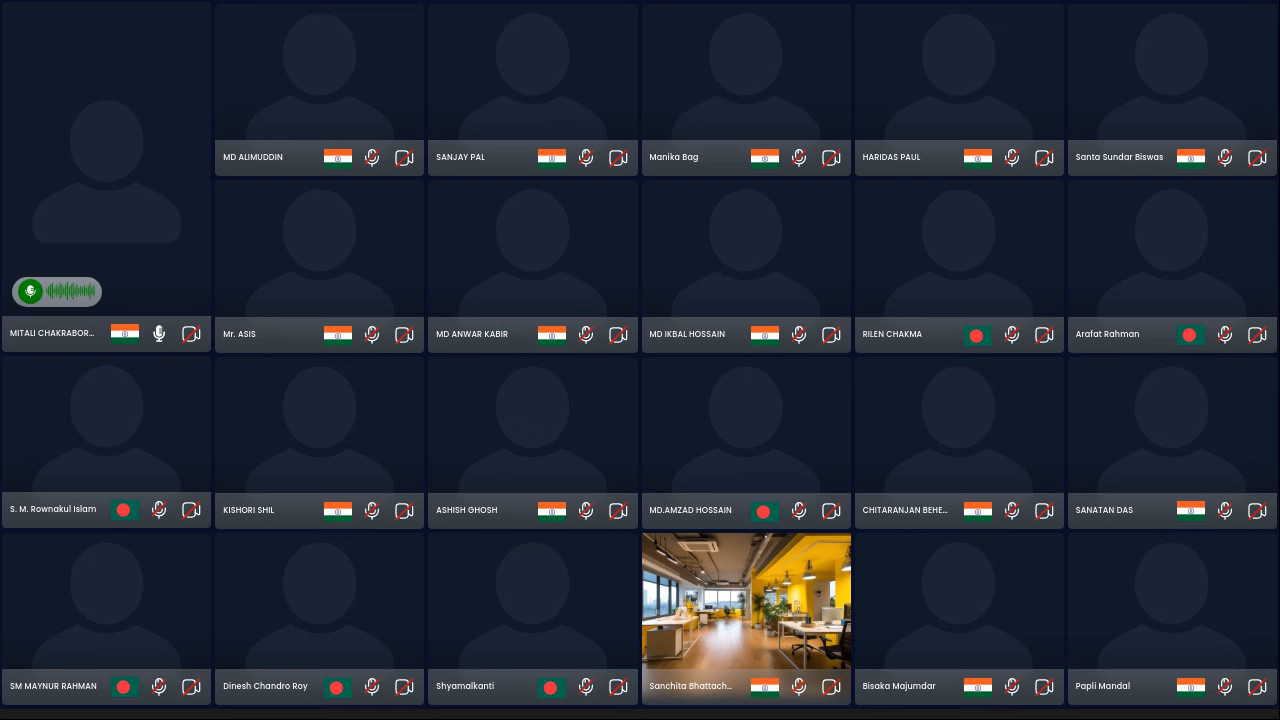 MD ALIMUDDIN
SANJAY PAL
Manika Bag
HARIDAS PAUL
Santa Sundar Biswas
MITALI CHAKRABOR...
Mr. ASIS
MD ANWAR KABIR
MD IKBAL HOSSAIN
RILEN CHAKMA
Arafat Rahman
S. M. Rownakul Islam
KISHORI SHIL
ASHISH GHOSH
MD.AMZAD HOSSAIN
CHITARANJAN BEHE...
SANATAN DAS
SM MAYNUR RAHMAN
Dinesh Chandro Roy
Shyamalkanti
Sanchita Bhattach...
Bisaka Majumdar
Papli Mandal